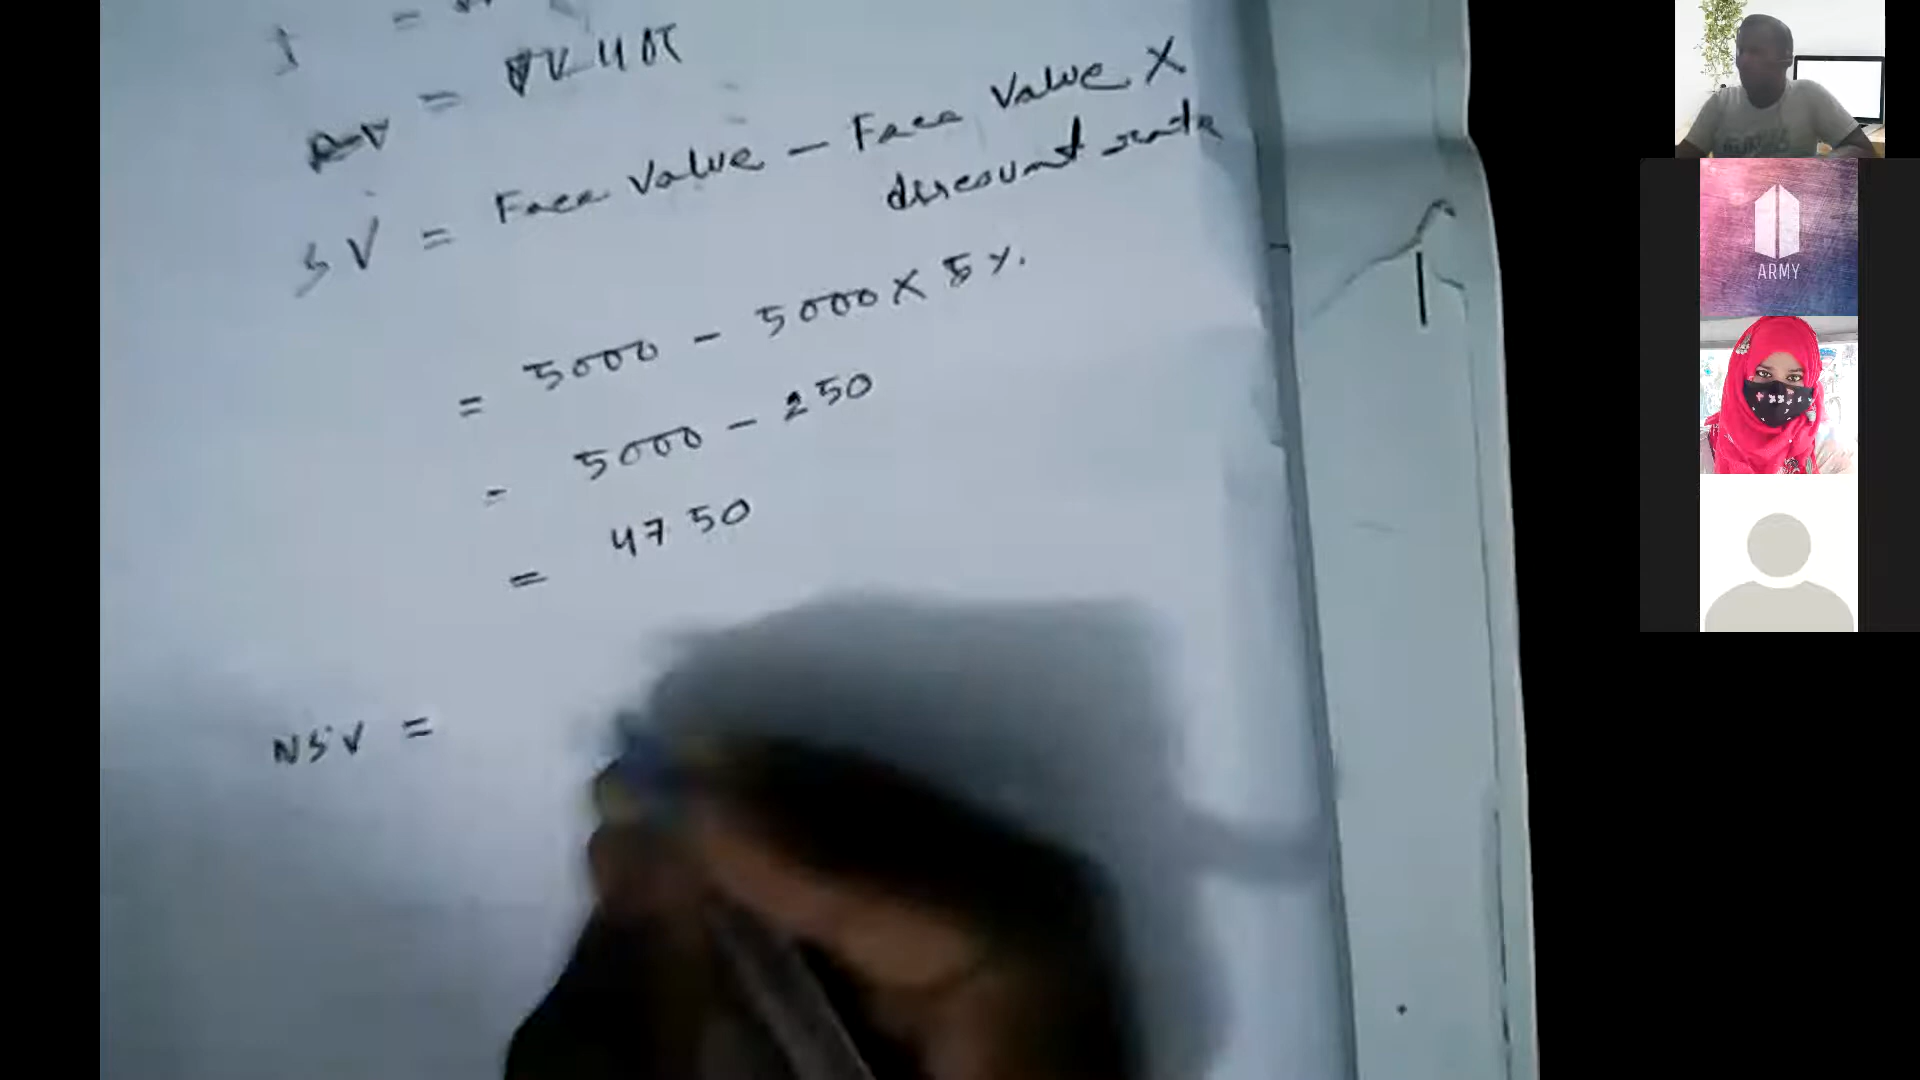 I =
=
SV = Face Value - Face Value X
discount rate
= 5000 - 5000 X 5%.
= 5000 - 250
= 4750
NSV =
ARMY